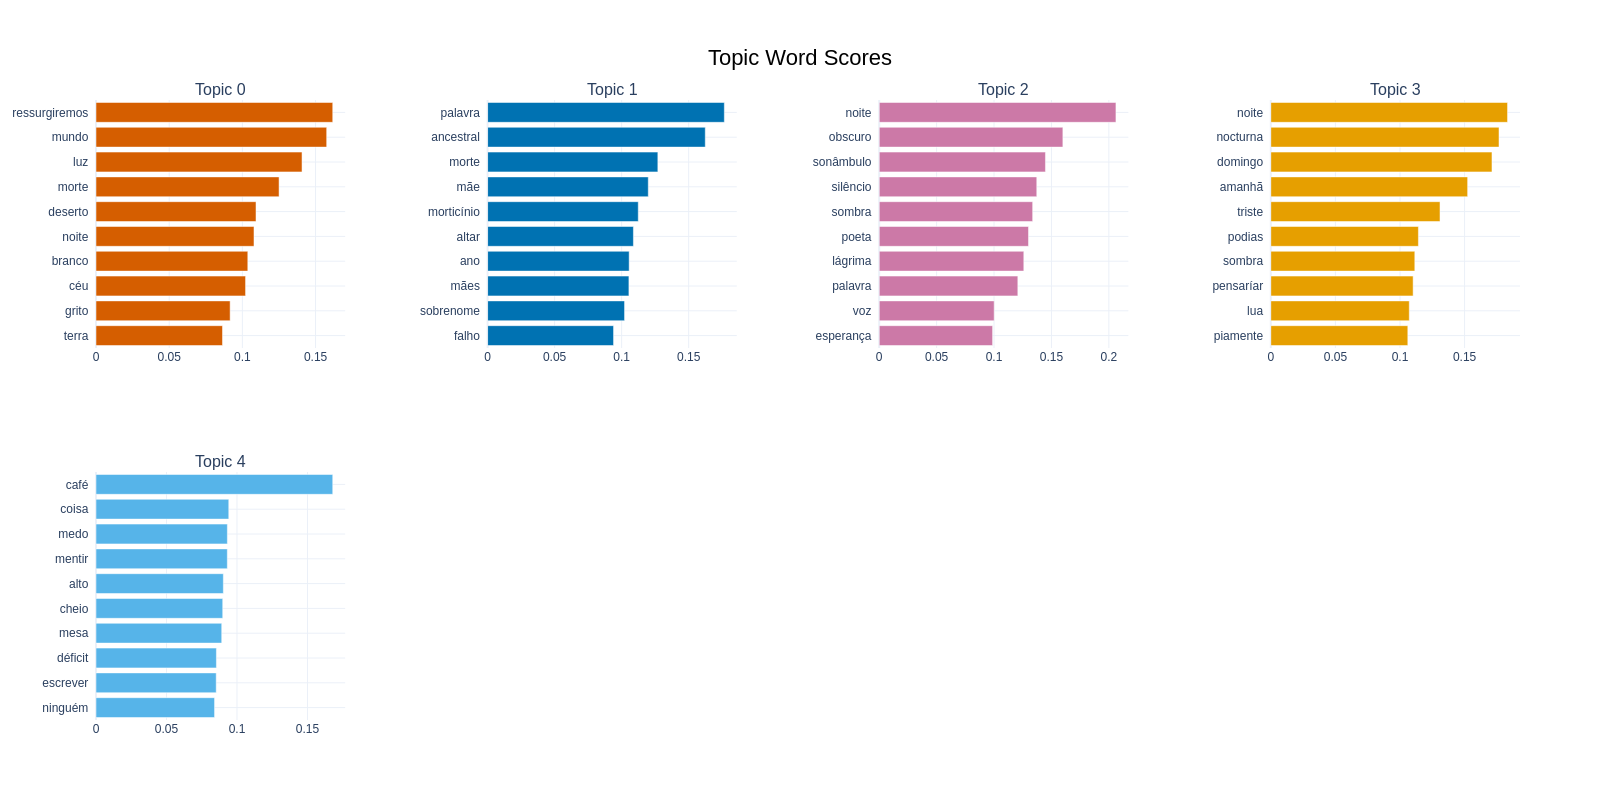 Topic Word Scores
Topic 0
ressurgiremos
mundo
luz
morte
deserto
noite
branco
céu
grito
terra
0 0.05 0.1 0.15
Topic 1
palavra
ancestral
morte
mãe
morticínio
altar
ano
mães
sobrenome
falho
0 0.05 0.1 0.15
Topic 2
noite
obscuro
sonâmbulo
silêncio
sombra
poeta
lágrima
palavra
voz
esperança
0 0.05 0.1 0.15 0.2
Topic 3
noite
nocturna
domingo
amanhã
triste
podias
sombra
pensaríar
lua
piamente
0 0.05 0.1 0.15
Topic 4
café
coisa
medo
mentir
alto
cheio
mesa
déficit
escrever
ninguém
0 0.05 0.1 0.15